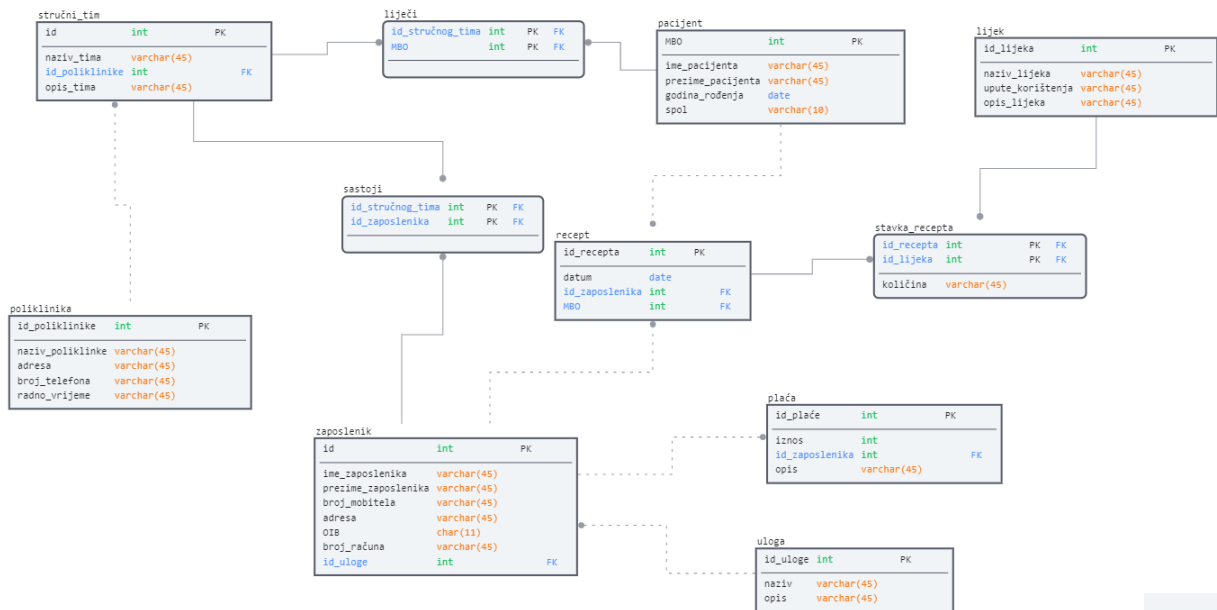 stručni_tim
id int PK
naziv_tima varchar(45)
id_poliklinike int FK
opis_tima varchar(45)
liječi
id_stručnog_tima int PK FK
MBO int PK FK
pacijent
MBO int PK
ime_pacijenta varchar(45)
prezime_pacijenta varchar(45)
godina_rođenja date
spol varchar(10)
lijek
id_lijeka int PK
naziv_lijeka varchar(45)
upute_korištenja varchar(45)
opis_lijeka varchar(45)
sastoji
id_stručnog_tima int PK FK
id_zaposlenika int PK FK
recept
id_recepta int PK
datum date
id_zaposlenika int FK
MBO int FK
stavka_recepta
id_recepta int PK FK
id_lijeka int PK FK
količina varchar(45)
poliklinika
id_poliklinike int PK
naziv_poliklinke varchar(45)
adresa varchar(45)
broj_telefona varchar(45)
radno_vrijeme varchar(45)
zaposlenik
id int PK
ime_zaposlenika varchar(45)
prezime_zaposlenika varchar(45)
broj_mobitela varchar(45)
adresa varchar(45)
OIB char(11)
broj_računa varchar(45)
id_uloge int FK
plaća
id_plaće int PK
iznos int
id_zaposlenika int FK
opis varchar(45)
uloga
id_uloge int PK
naziv varchar(45)
opis varchar(45)